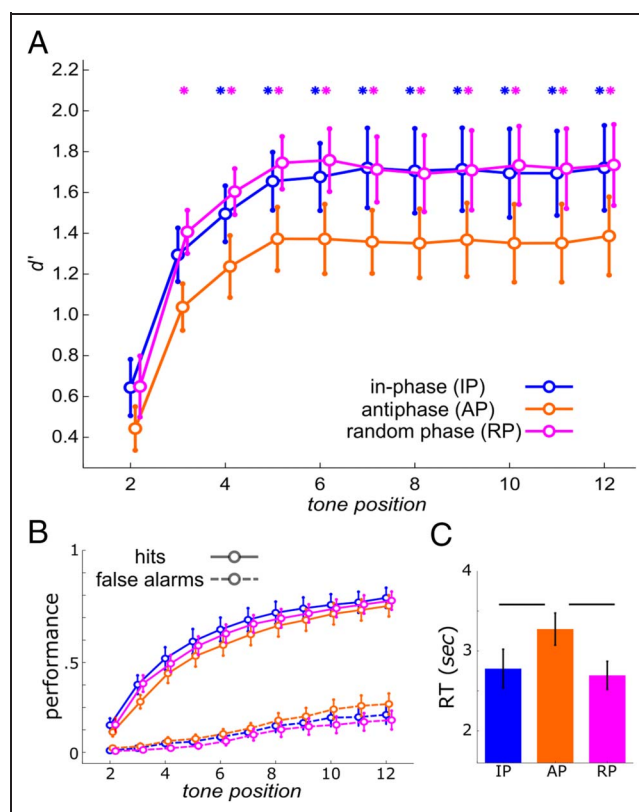 A
2.2
2.0
1.8
1.6
1.4
1.2
1.0
0.8
0.6
0.4
d'
* ** ** ** ** ** ** ** ** **
in-phase (IP)
antiphase (AP)
random phase (RP)
2 4 6 8 10 12
tone position
B
hits
false alarms
1
.5
0
performance
2 4 6 8 10 12
tone position
C
4
3
2
RT (sec)
IP AP RP